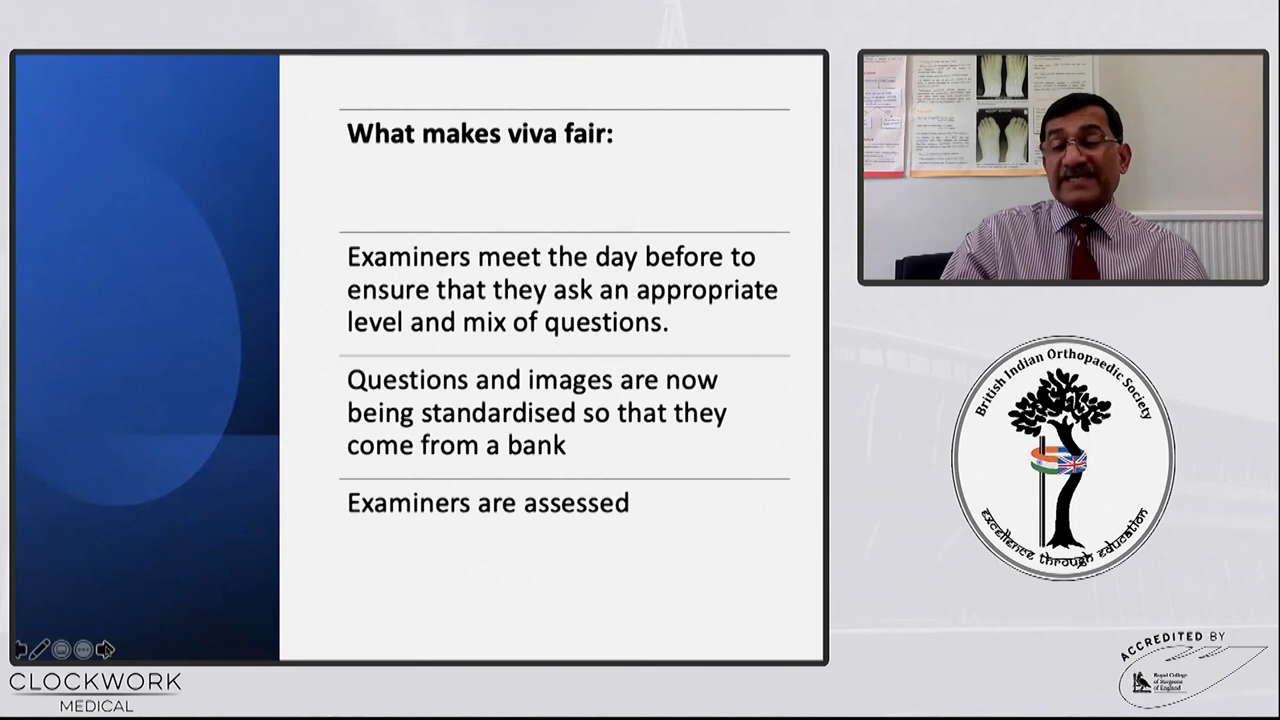 What makes viva fair:
Examiners meet the day before to
ensure that they ask an appropriate
level and mix of questions.
Questions and images are now
being standardised so that they
come from a bank
Examiners are assessed
British Indian Orthopaedic Society
excellence through education
CLOCKWORK
MEDICAL
ACCREDITED BY
Royal College
of Surgeons
of England